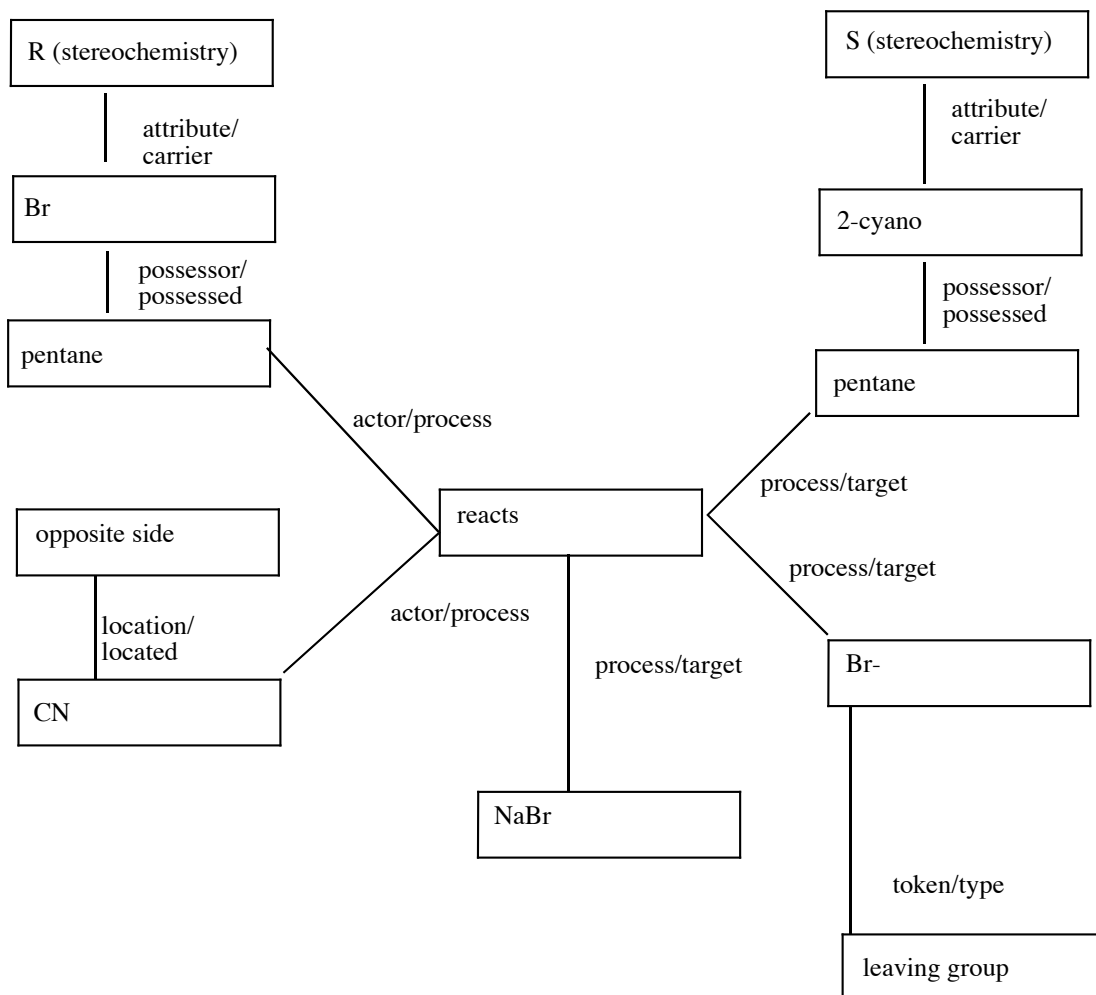 R (stereochemistry)
S (stereochemistry)
attribute/
carrier
attribute/
carrier
Br
2-cyano
possessor/
possessed
possessor/
possessed
pentane
pentane
actor/process
process/target
opposite side
reacts
process/target
location/
located
actor/process
process/target
Br-
CN
NaBr
token/type
leaving group